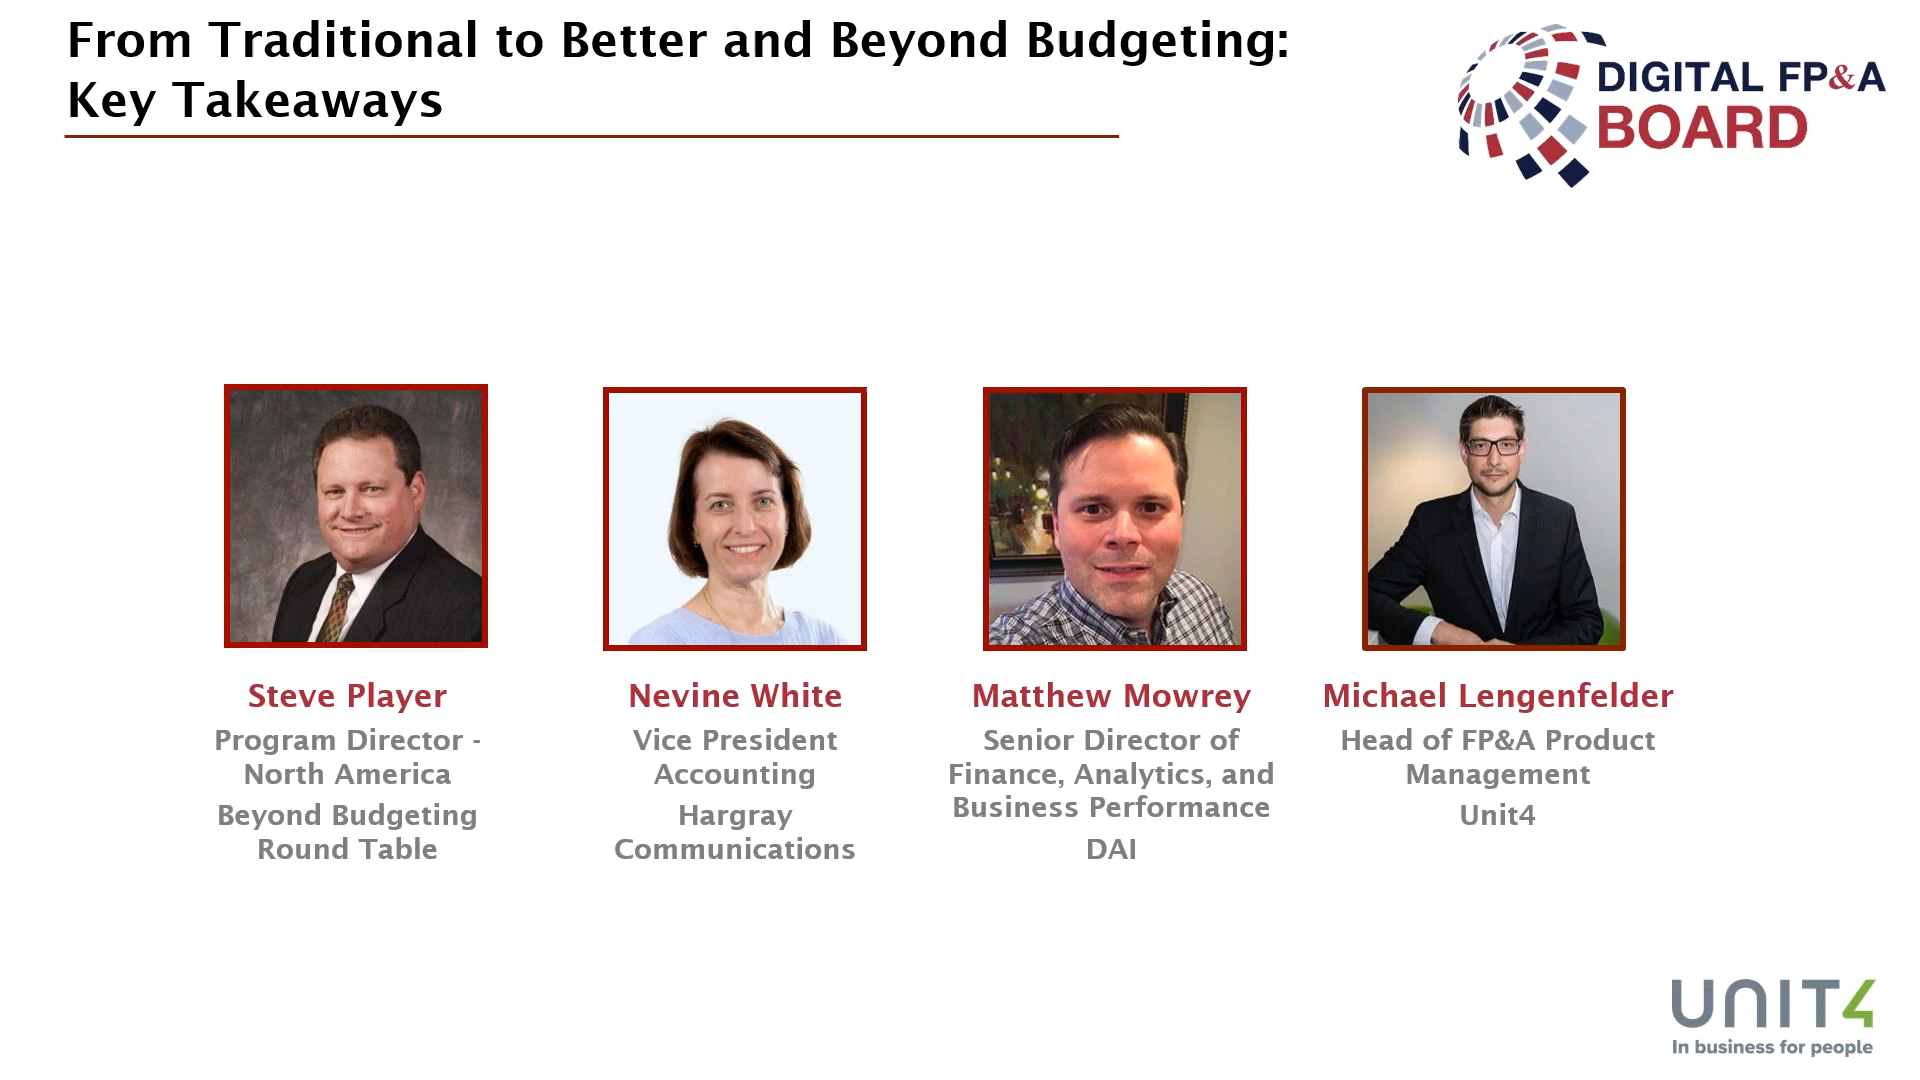 From Traditional to Better and Beyond Budgeting:
Key Takeaways
DIGITAL FP&A
BOARD
Steve Player
Program Director -
North America
Beyond Budgeting
Round Table
Nevine White
Vice President
Accounting
Hargray
Communications
Matthew Mowrey
Senior Director of
Finance, Analytics, and
Business Performance
DAI
Michael Lengenfelder
Head of FP&A Product
Management
Unit4
UNIT4
In business for people